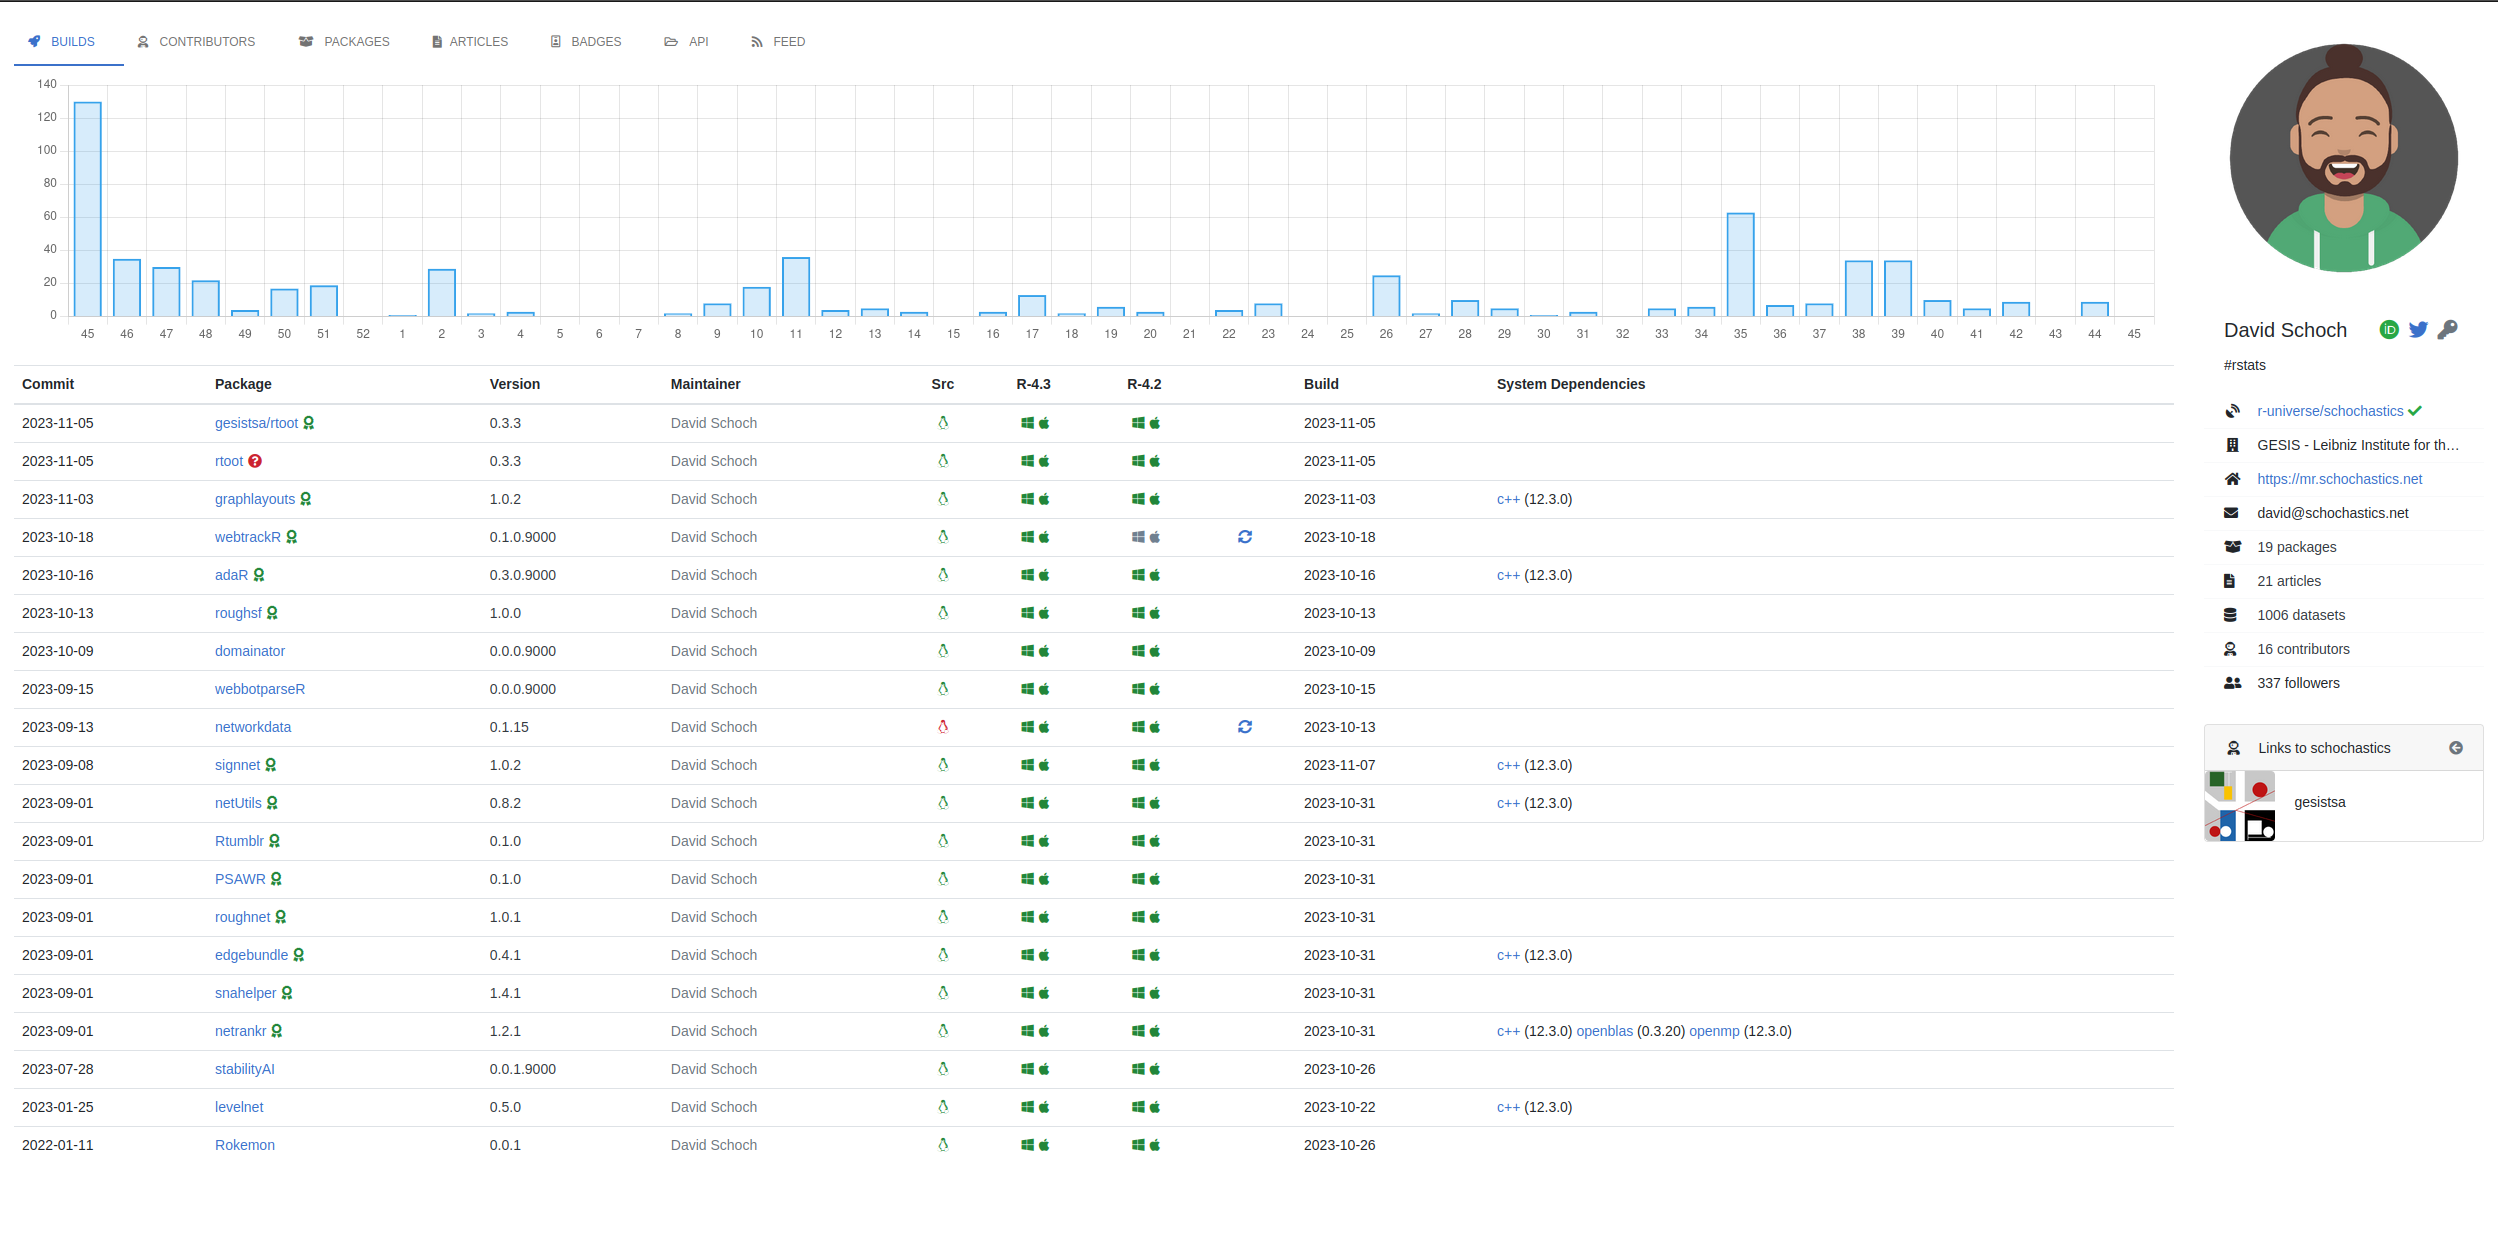 BUILDS CONTRIBUTORS PACKAGES ARTICLES BADGES API FEED
140
120
100
80
60
40
20
0
45 46 47 48 49 50 51 52 1 2 3 4 5 6 7 8 9 10 11 12 13 14 15 16 17 18 19 20 21 22 23 24 25 26 27 28 29 30 31 32 33 34 35 36 37 38 39 40 41 42 43 44 45
Commit Package Version Maintainer Src R-4.3 R-4.2 Build System Dependencies
2023-11-05 gesistsa/rtoot 0.3.3 David Schoch 2023-11-05
2023-11-05 rtoot 0.3.3 David Schoch 2023-11-05
2023-11-03 graphlayouts 1.0.2 David Schoch 2023-11-03 c++ (12.3.0)
2023-10-18 webtrackR 0.1.0.9000 David Schoch 2023-10-18
2023-10-16 adaR 0.3.0.9000 David Schoch 2023-10-16 c++ (12.3.0)
2023-10-13 roughsf 1.0.0 David Schoch 2023-10-13
2023-10-09 domainator 0.0.0.9000 David Schoch 2023-10-09
2023-09-15 webbotparseR 0.0.0.9000 David Schoch 2023-10-15
2023-09-13 networkdata 0.1.15 David Schoch 2023-10-13
2023-09-08 signnet 1.0.2 David Schoch 2023-11-07 c++ (12.3.0)
2023-09-01 netUtils 0.8.2 David Schoch 2023-10-31 c++ (12.3.0)
2023-09-01 Rtumblr 0.1.0 David Schoch 2023-10-31
2023-09-01 PSAWR 0.1.0 David Schoch 2023-10-31
2023-09-01 roughnet 1.0.1 David Schoch 2023-10-31
2023-09-01 edgebundle 0.4.1 David Schoch 2023-10-31 c++ (12.3.0)
2023-09-01 snahelper 1.4.1 David Schoch 2023-10-31
2023-09-01 netrankr 1.2.1 David Schoch 2023-10-31 c++ (12.3.0) openblas (0.3.20) openmp (12.3.0)
2023-07-28 stabilityAI 0.0.1.9000 David Schoch 2023-10-26
2023-01-25 levelnet 0.5.0 David Schoch 2023-10-22 c++ (12.3.0)
2022-01-11 Rokemon 0.0.1 David Schoch 2023-10-26
David Schoch iD
#rstats
r-universe/schochastics
GESIS - Leibniz Institute for th…
https://mr.schochastics.net
david@schochastics.net
19 packages
21 articles
1006 datasets
16 contributors
337 followers
Links to schochastics
gesistsa